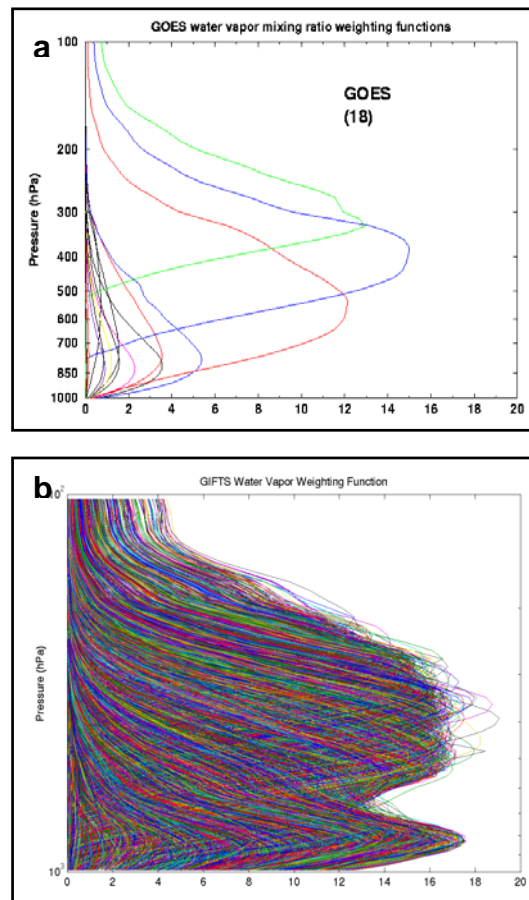 GOES water vapor mixing ratio weighting functions
a
100
GOES
(18)
200
Pressure (hPa)
300
400
500
600
700
850
1000
0 2 4 6 8 10 12 14 16 18 20
b
GIFTS Water Vapor Weighting Function
10²
Pressure (hPa)
10³
0 2 4 6 8 10 12 14 16 18 20